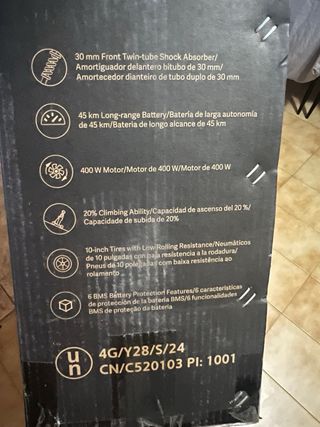 30 mm Front Twin-tube Shock Absorber/
Amortiguador delantero bitubo de 30 mm/
Amortecedor dianteiro de tubo duplo de 30 mm
45 km Long-range Battery/Batería de larga autonomía
de 45 km/Bateria de longo alcance de 45 km
400 W Motor/Motor de 400 W/Motor de 400 W
20% Climbing Ability/Capacidad de ascenso del 20 %/
Capacidade de subida de 20%
10-inch Tires with Low Rolling Resistance/Neumáticos
de 10 pulgadas con baja resistencia a la rodadura/
Pneus de 10 polegadas com baixa resistência ao
rolamento
6 BMS Battery Protection Features/6 características
de protección de la batería BMS/6 funcionalidades
BMS de proteção da bateria
un
4G/Y28/S/24
CN/C520103 PI: 1001